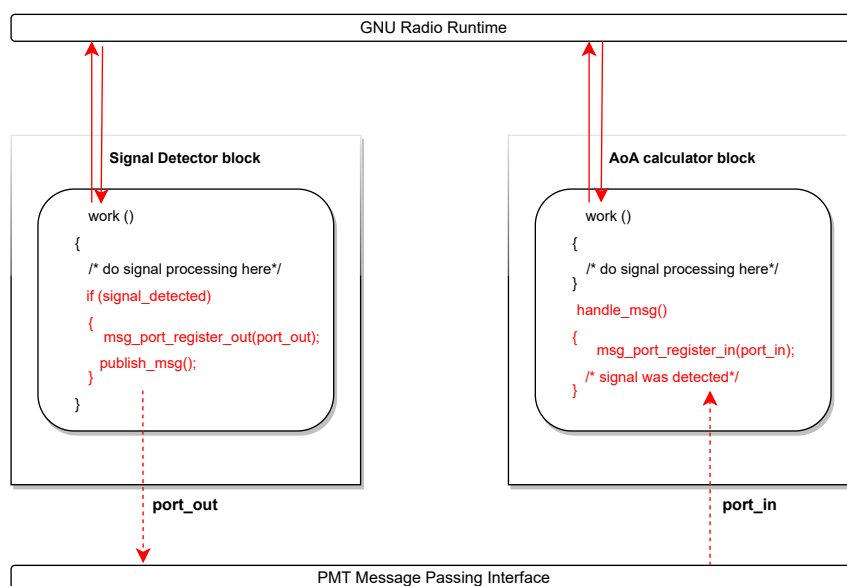 GNU Radio Runtime
Signal Detector block
work ()
{
/* do signal processing here*/
if (signal_detected)
{
msg_port_register_out(port_out);
publish_msg();
}
}
port_out
AoA calculator block
work ()
{
/* do signal processing here*/
}
handle_msg()
{
msg_port_register_in(port_in);
/* signal was detected*/
}
port_in
PMT Message Passing Interface